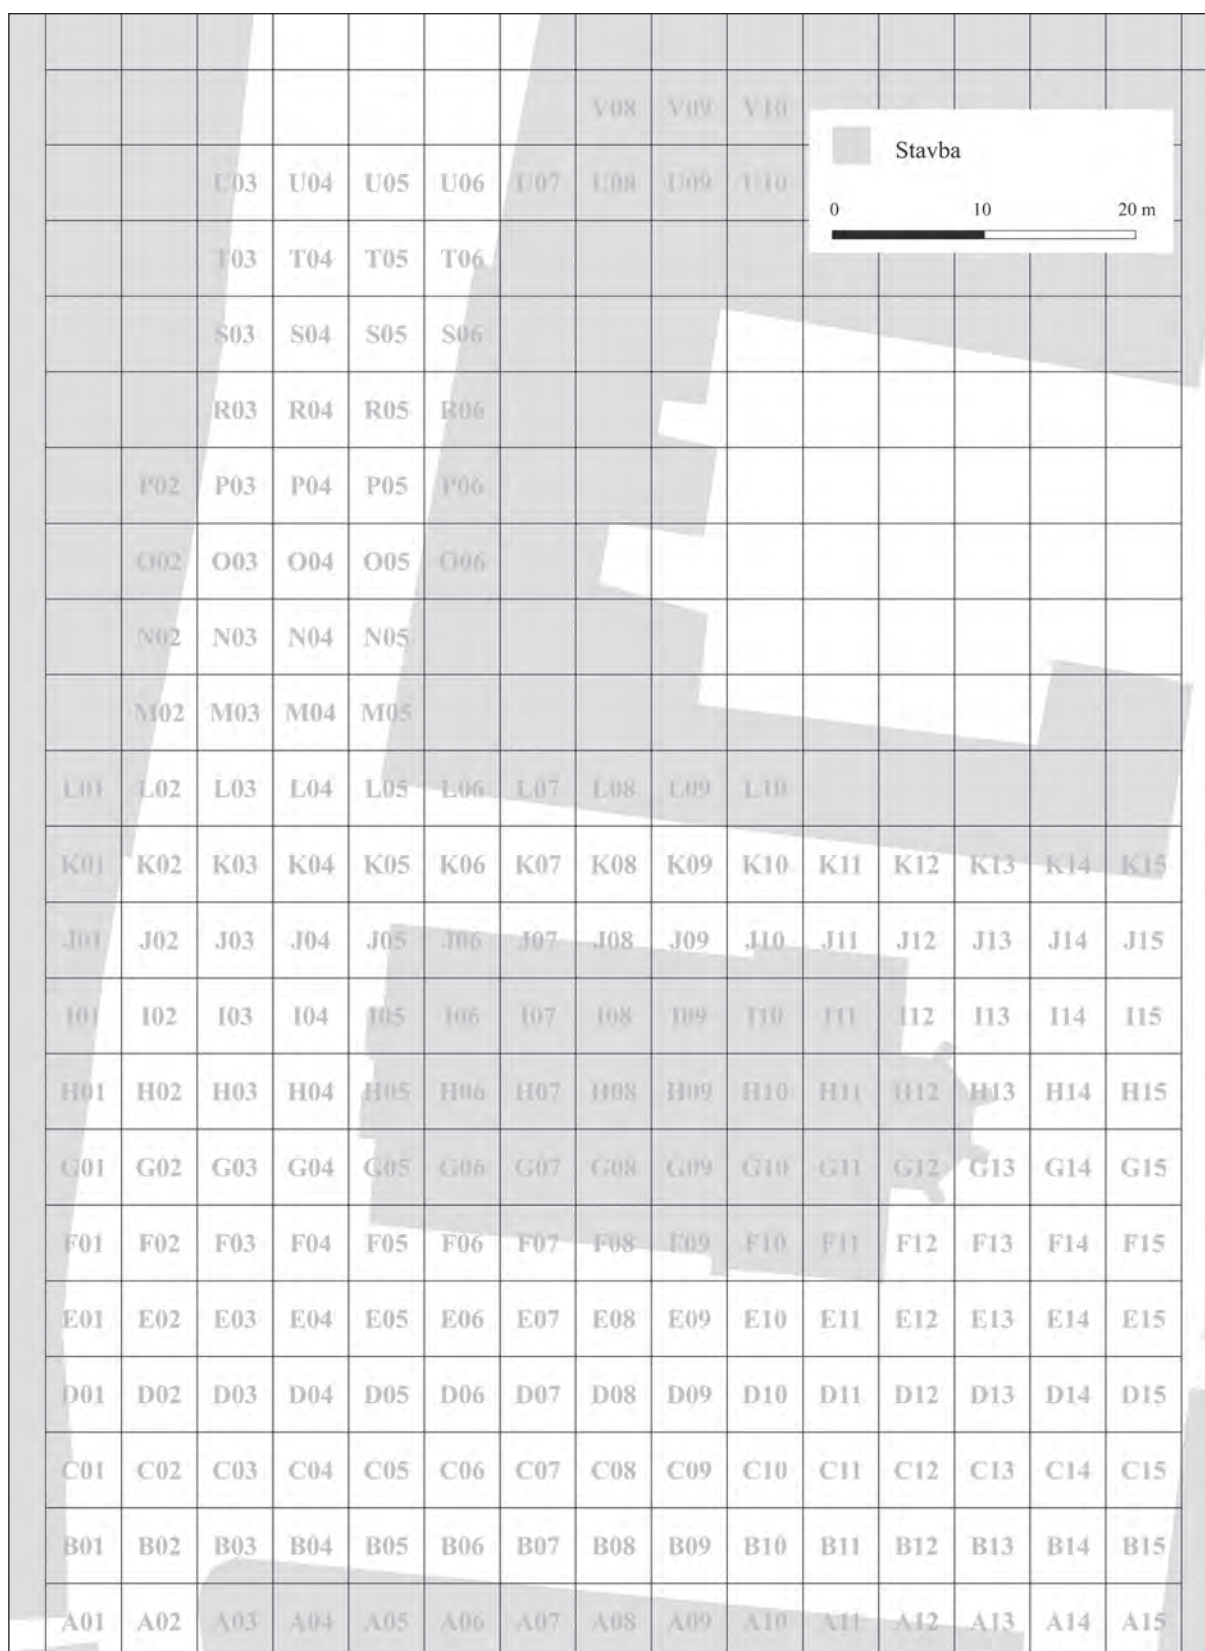 V08 V09 V10
Stavba
U03 U04 U05 U06 U07 U08 U09 U10
0 10 20 m
T03 T04 T05 T06
S03 S04 S05 S06
R03 R04 R05 R06
P02 P03 P04 P05 P06
O02 O03 O04 O05 O06
N02 N03 N04 N05
M02 M03 M04 M05
L01 L02 L03 L04 L05 L06 L07 L08 L09 L10
K01 K02 K03 K04 K05 K06 K07 K08 K09 K10 K11 K12 K13 K14 K15
J01 J02 J03 J04 J05 J06 J07 J08 J09 J10 J11 J12 J13 J14 J15
I01 I02 I03 I04 I05 I06 I07 I08 I09 I10 I11 I12 I13 I14 I15
H01 H02 H03 H04 H05 H06 H07 H08 H09 H10 H11 H12 H13 H14 H15
G01 G02 G03 G04 G05 G06 G07 G08 G09 G10 G11 G12 G13 G14 G15
F01 F02 F03 F04 F05 F06 F07 F08 F09 F10 F11 F12 F13 F14 F15
E01 E02 E03 E04 E05 E06 E07 E08 E09 E10 E11 E12 E13 E14 E15
D01 D02 D03 D04 D05 D06 D07 D08 D09 D10 D11 D12 D13 D14 D15
C01 C02 C03 C04 C05 C06 C07 C08 C09 C10 C11 C12 C13 C14 C15
B01 B02 B03 B04 B05 B06 B07 B08 B09 B10 B11 B12 B13 B14 B15
A01 A02 A03 A04 A05 A06 A07 A08 A09 A10 A11 A12 A13 A14 A15